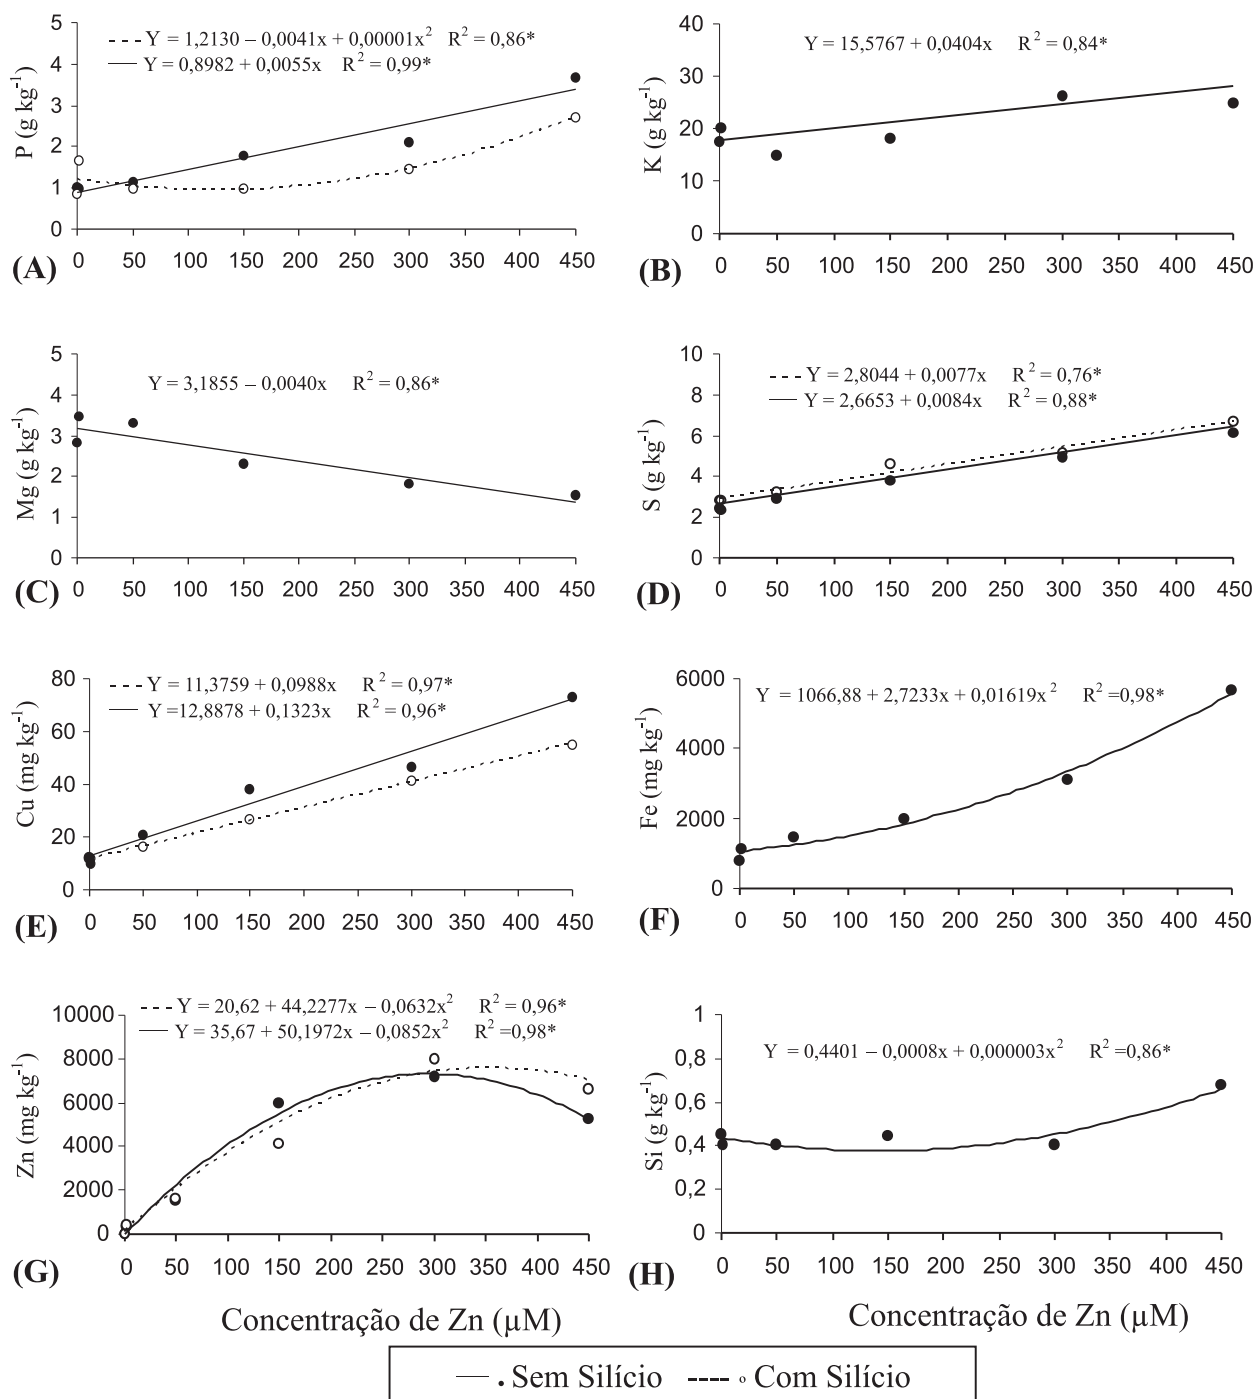 Y = 1,2130 – 0,0041x + 0,00001x² R² = 0,86*
Y = 0,8982 + 0,0055x R² = 0,99*
P (g kg⁻¹)
5
4
3
2
1
0
0 50 100 150 200 250 300 350 400 450
(A)
Y = 15,5767 + 0,0404x R² = 0,84*
K (g kg⁻¹)
40
30
20
10
0
0 50 100 150 200 250 300 350 400 450
(B)
Y = 3,1855 – 0,0040x R² = 0,86*
Mg (g kg⁻¹)
5
4
3
2
1
0
0 50 100 150 200 250 300 350 400 450
(C)
Y = 2,8044 + 0,0077x R² = 0,76*
Y = 2,6653 + 0,0084x R² = 0,88*
S (g kg⁻¹)
10
8
6
4
2
0
0 50 100 150 200 250 300 350 400 450
(D)
Y = 11,3759 + 0,0988x R² = 0,97*
Y =12,8878 + 0,1323x R² = 0,96*
Cu (mg kg⁻¹)
80
60
40
20
0
0 50 100 150 200 250 300 350 400 450
(E)
Y = 1066,88 + 2,7233x + 0,01619x² R² =0,98*
Fe (mg kg⁻¹)
6000
4000
2000
0
0 50 100 150 200 250 300 350 400 450
(F)
Y = 20,62 + 44,2277x – 0,0632x² R² = 0,96*
Y = 35,67 + 50,1972x – 0,0852x² R² =0,98*
Zn (mg kg⁻¹)
10000
8000
6000
4000
2000
0
0 50 100 150 200 250 300 350 400 450
(G)
Y = 0,4401 – 0,0008x + 0,000003x² R² =0,86*
Si (g kg⁻¹)
1
0,8
0,6
0,4
0,2
0
0 50 100 150 200 250 300 350 400 450
(H)
Concentração de Zn (µM)
Concentração de Zn (µM)
Sem Silício Com Silício